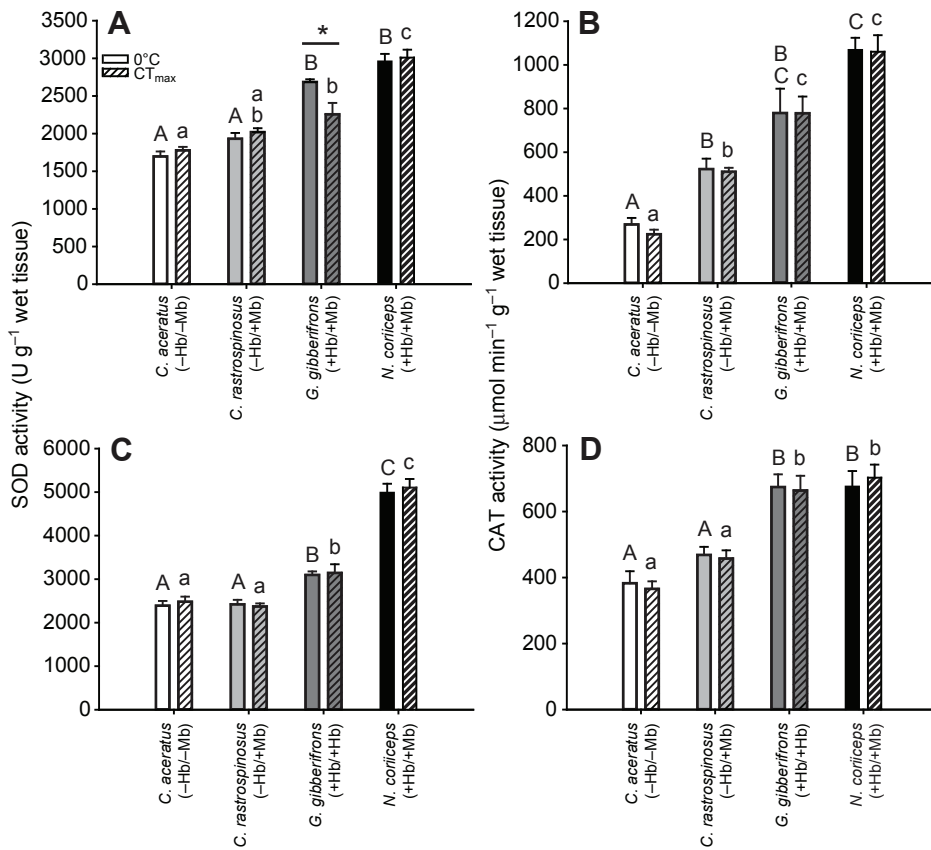 A
3500
3000
2500
2000
1500
1000
500
0
0°C
CTmax
A
a
A
a
b
B
*
b
B
c
C. aceratus
(–Hb/–Mb)
C. rastrospinosus
(–Hb/+Mb)
G. gibberifrons
(+Hb/+Mb)
N. coriiceps
(+Hb/+Mb)
B
1200
1000
800
600
400
200
0
A
a
B
b
B
C
c
C
c
C. aceratus
(–Hb/–Mb)
C. rastrospinosus
(–Hb/+Mb)
G. gibberifrons
(+Hb/+Mb)
N. coriiceps
(+Hb/+Mb)
SOD activity (U g–1 wet tissue)
CAT activity (µmol min–1 g–1 wet tissue)
C
6000
5000
4000
3000
2000
1000
0
A
a
A
a
B
b
C
c
C. aceratus
(–Hb/–Mb)
C. rastrospinosus
(–Hb/+Mb)
G. gibberifrons
(+Hb/+Hb)
N. coriiceps
(+Hb/+Mb)
D
800
600
400
200
0
A
a
A
a
B
b
B
b
C. aceratus
(–Hb/–Mb)
C. rastrospinosus
(–Hb/+Mb)
G. gibberifrons
(+Hb/+Hb)
N. coriiceps
(+Hb/+Mb)